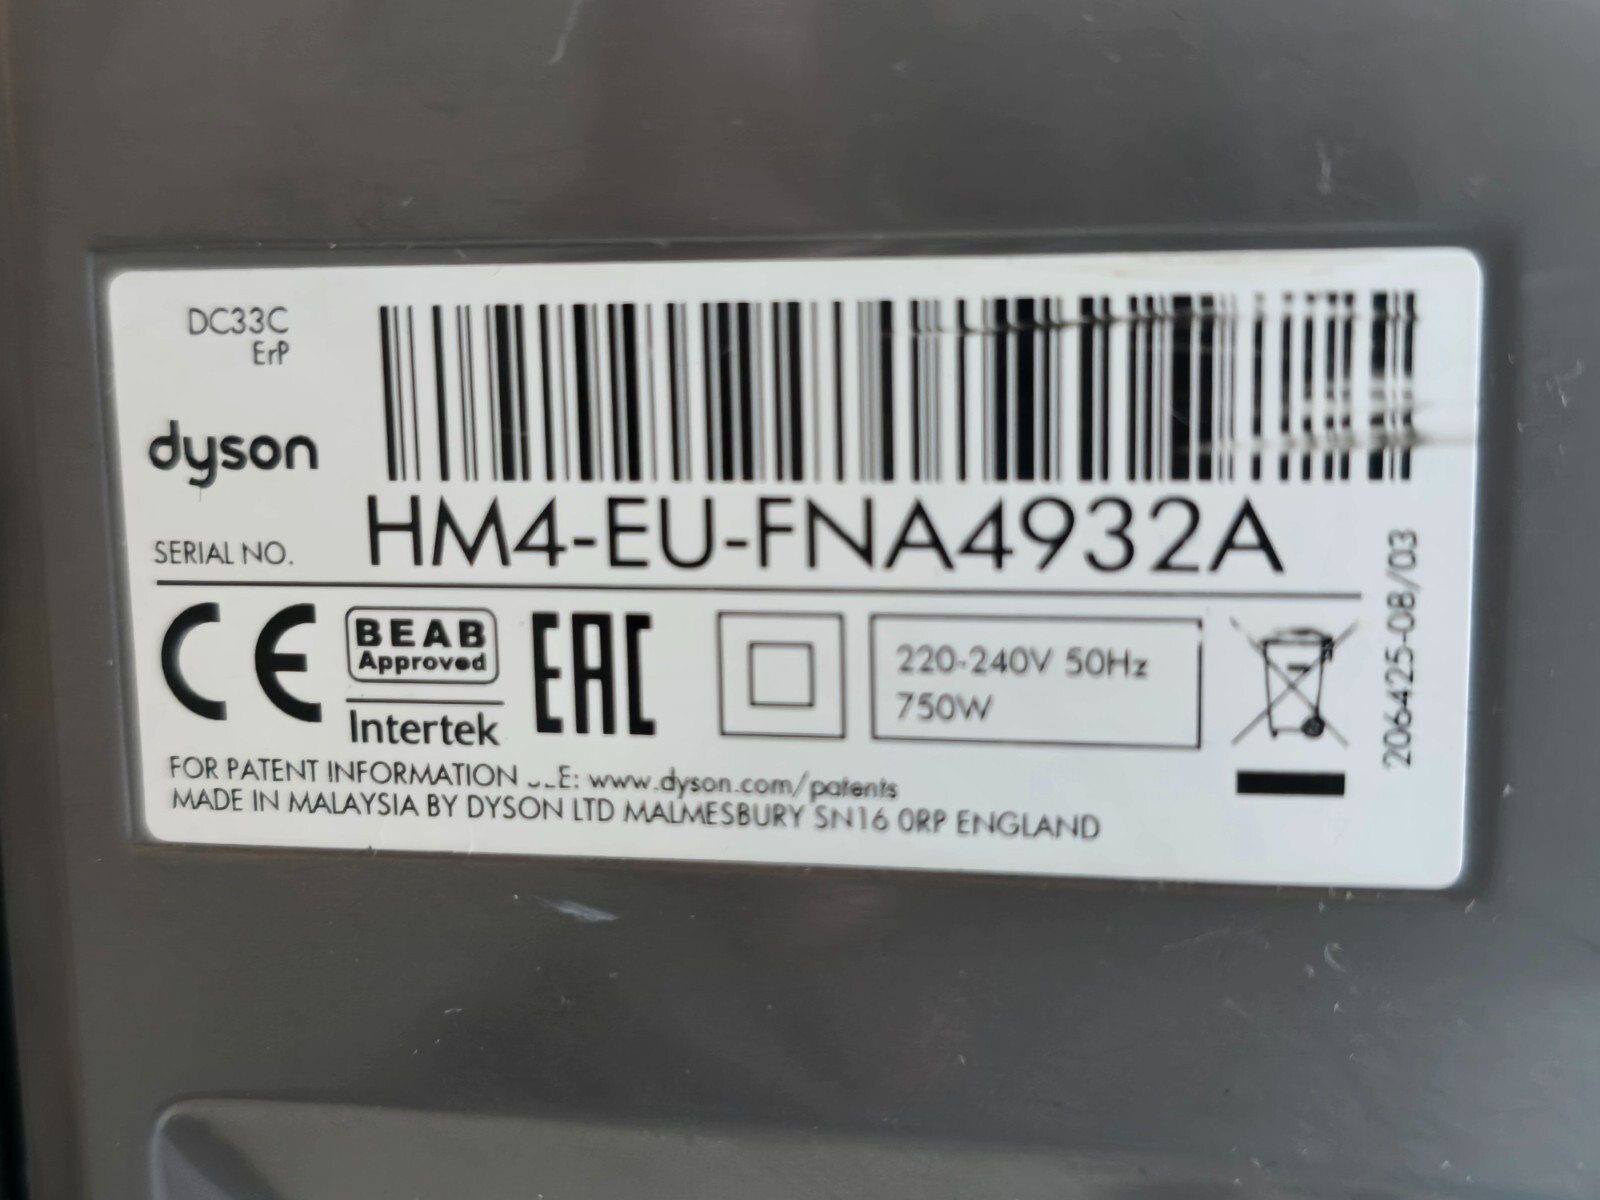 DC33C
ErP
dyson
SERIAL NO. HM4-EU-FNA4932A
CE
BEAB
Approved
Intertek
EAC
220-240V 50Hz
750W
206425-08/03
FOR PATENT INFORMATION E: www.dyson.com/patents
MADE IN MALAYSIA BY DYSON LTD MALMESBURY SN16 0RP ENGLAND